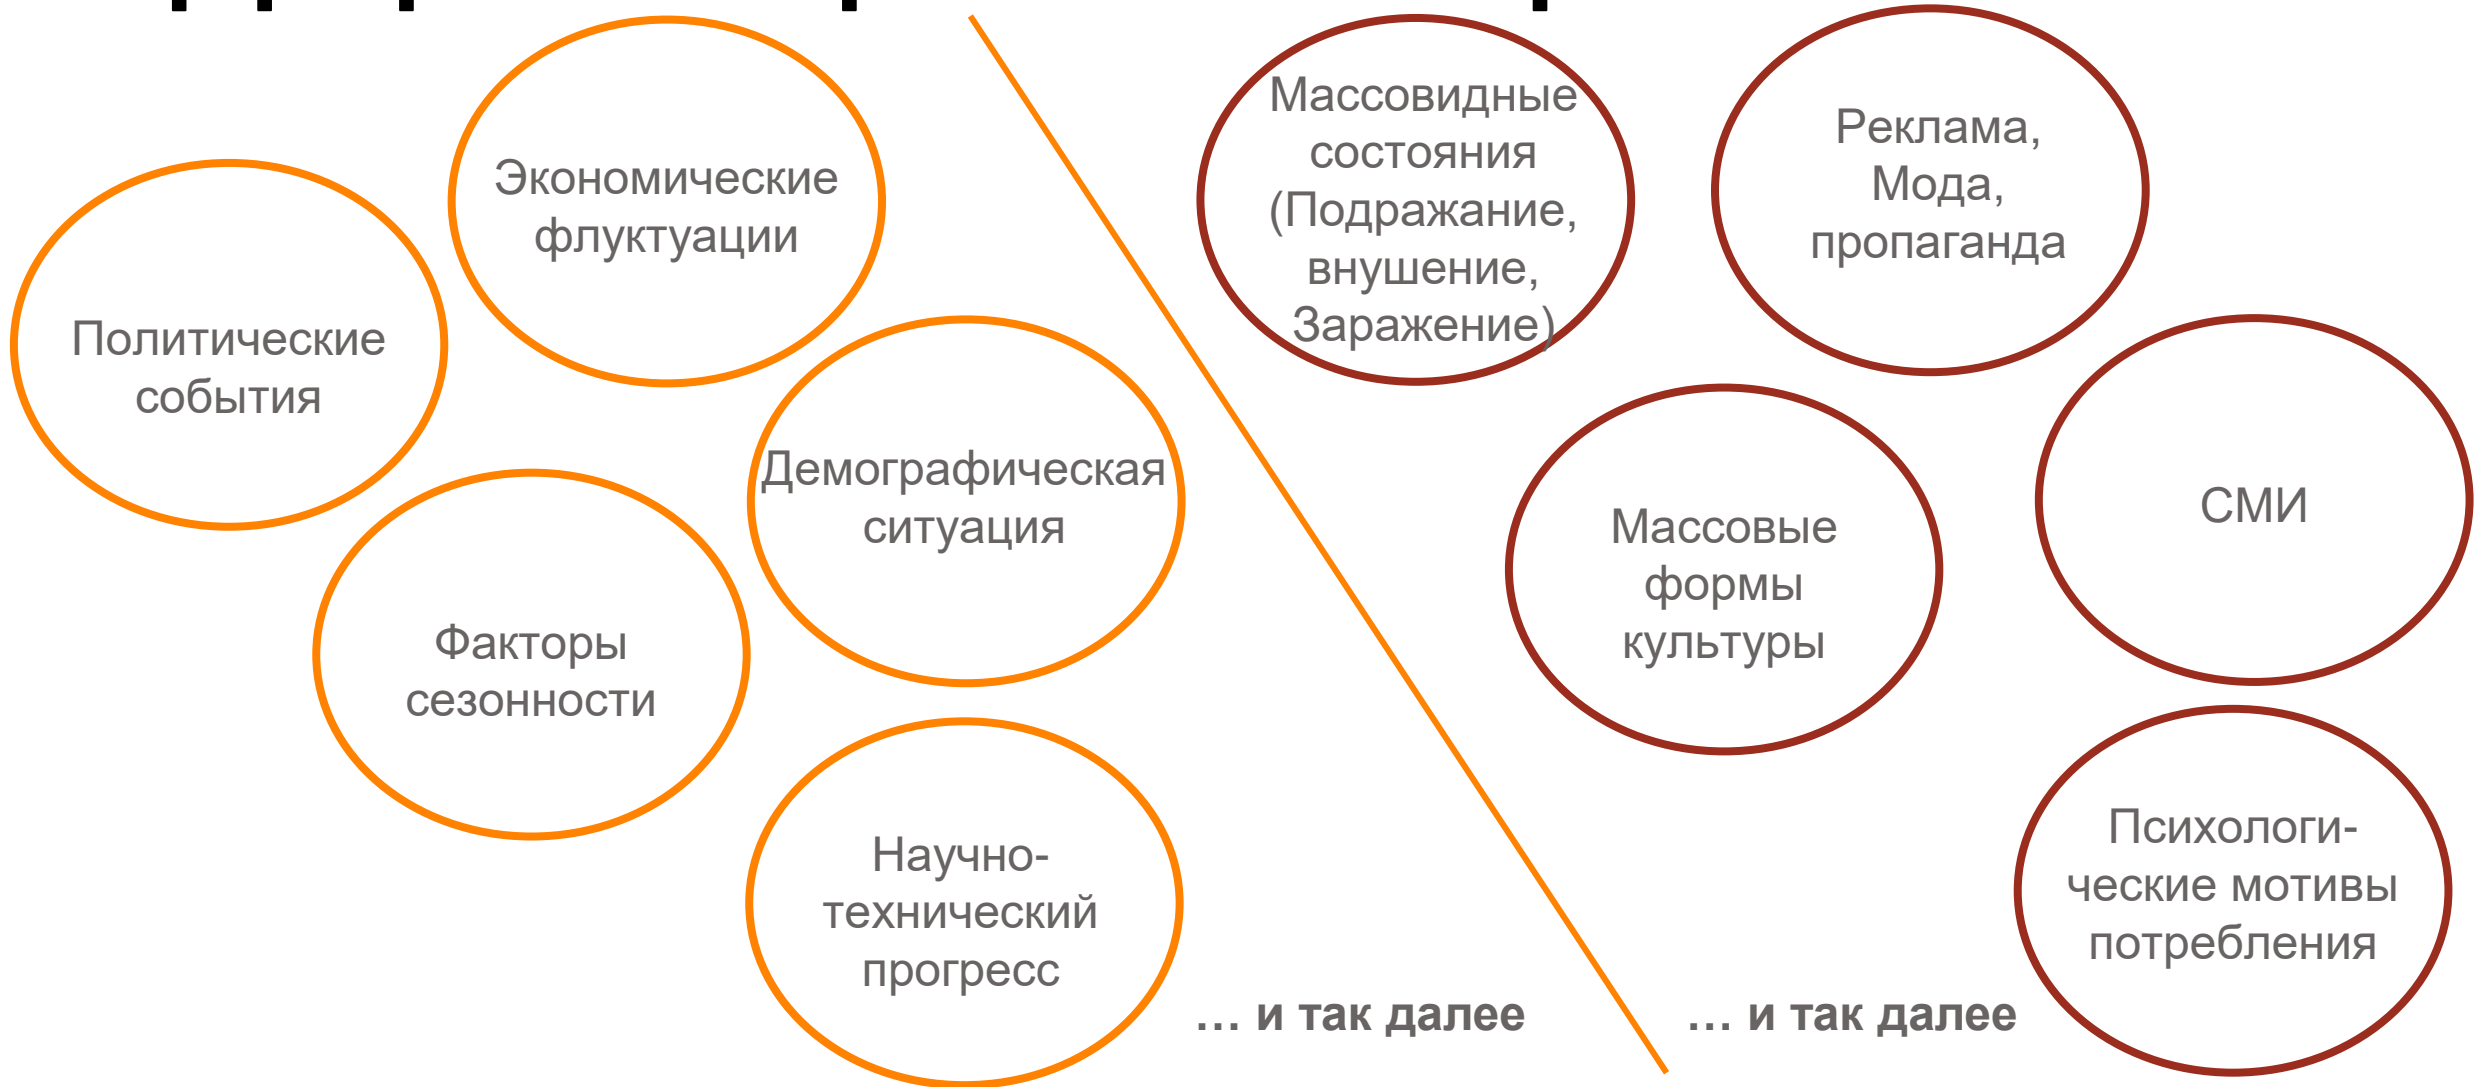 Политические
события
Экономические
флуктуации
Демографическая
ситуация
Факторы
сезонности
Научно-
технический
прогресс
… и так далее
Массовидные
состояния
(Подражание,
внушение,
Заражение)
Реклама,
Мода,
пропаганда
Массовые
формы
культуры
СМИ
Психологи-
ческие мотивы
потребления
… и так далее